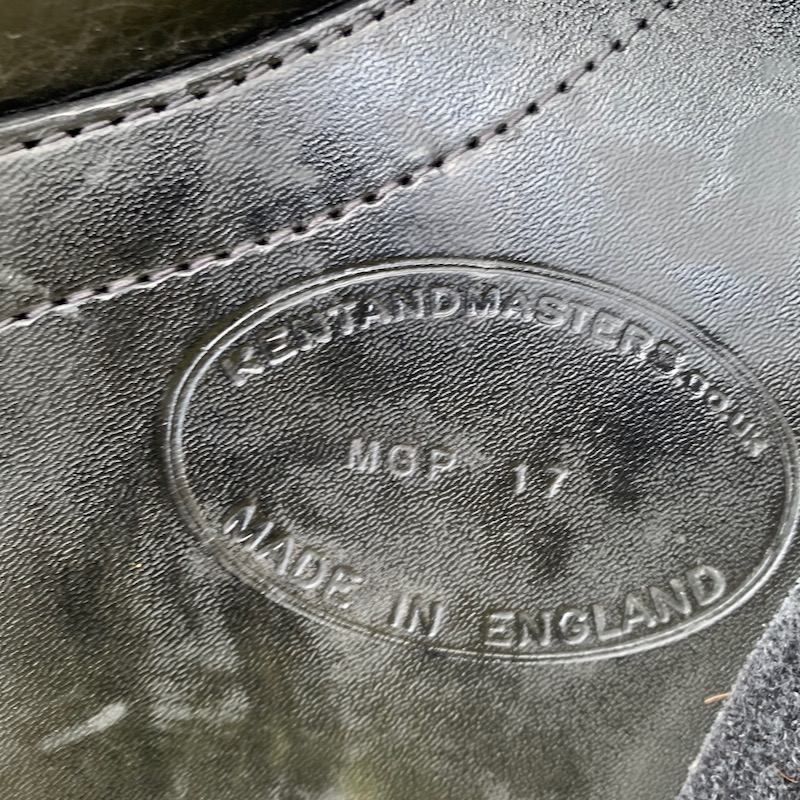 KENTANDMASTERS.co.uk
MGP 17
MADE IN ENGLAND